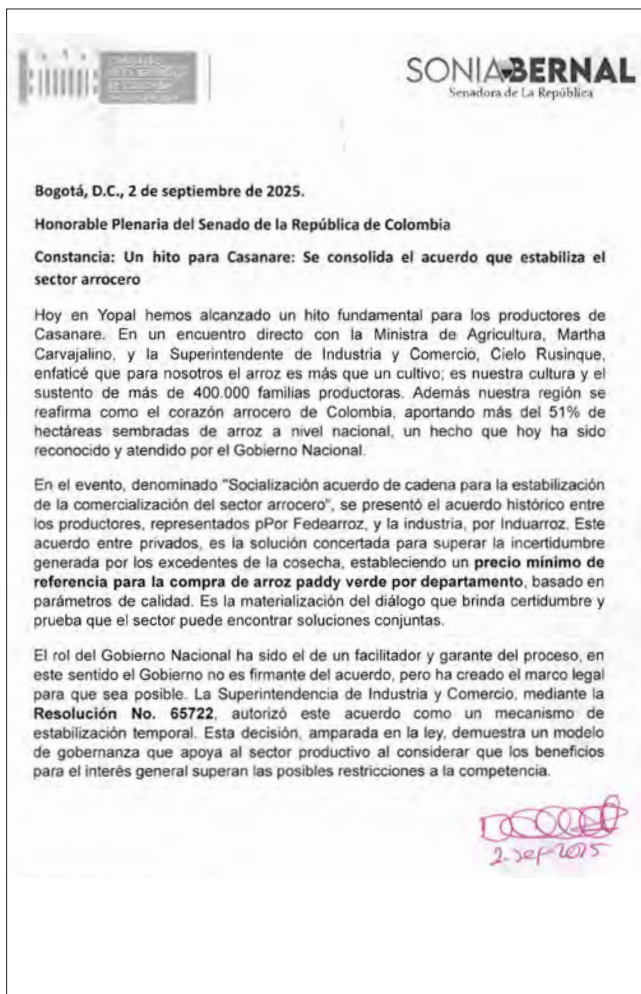 SONIA BERNAL
Senadora de La República
Bogotá, D.C., 2 de septiembre de 2025.
Honorable Plenaria del Senado de la República de Colombia
Constancia: Un hito para Casanare: Se consolida el acuerdo que estabiliza el
sector arrocero
Hoy en Yopal hemos alcanzado un hito fundamental para los productores de
Casanare. En un encuentro directo con la Ministra de Agricultura, Martha
Carvajalino, y la Superintendente de Industria y Comercio, Cielo Rusinque,
enfaticé que para nosotros el arroz es más que un cultivo; es nuestra cultura y el
sustento de más de 400.000 familias productoras. Además nuestra región se
reafirma como el corazón arrocero de Colombia, aportando más del 51% de
hectáreas sembradas de arroz a nivel nacional, un hecho que hoy ha sido
reconocido y atendido por el Gobierno Nacional.
En el evento, denominado "Socialización acuerdo de cadena para la estabilización
de la comercialización del sector arrocero", se presentó el acuerdo histórico entre
los productores, representados pPor Fedearroz, y la industria, por Induarroz. Este
acuerdo entre privados, es la solución concertada para superar la incertidumbre
generada por los excedentes de la cosecha, estableciendo un precio mínimo de
referencia para la compra de arroz paddy verde por departamento, basado en
parámetros de calidad. Es la materialización del diálogo que brinda certidumbre y
prueba que el sector puede encontrar soluciones conjuntas.
El rol del Gobierno Nacional ha sido el de un facilitador y garante del proceso, en
este sentido el Gobierno no es firmante del acuerdo, pero ha creado el marco legal
para que sea posible. La Superintendencia de Industria y Comercio, mediante la
Resolución No. 65722, autorizó este acuerdo como un mecanismo de
estabilización temporal. Esta decisión, amparada en la ley, demuestra un modelo
de gobernanza que apoya al sector productivo al considerar que los beneficios
para el interés general superan las posibles restricciones a la competencia.
2-sep-2025